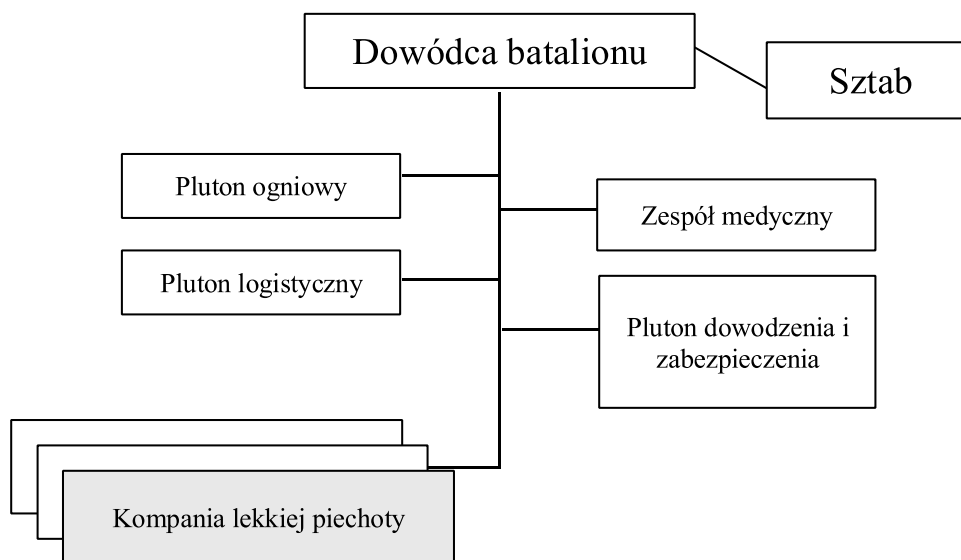 Dowódca batalionu
Sztab
Pluton ogniowy
Zespół medyczny
Pluton logistyczny
Pluton dowodzenia i
zabezpieczenia
Kompania lekkiej piechoty